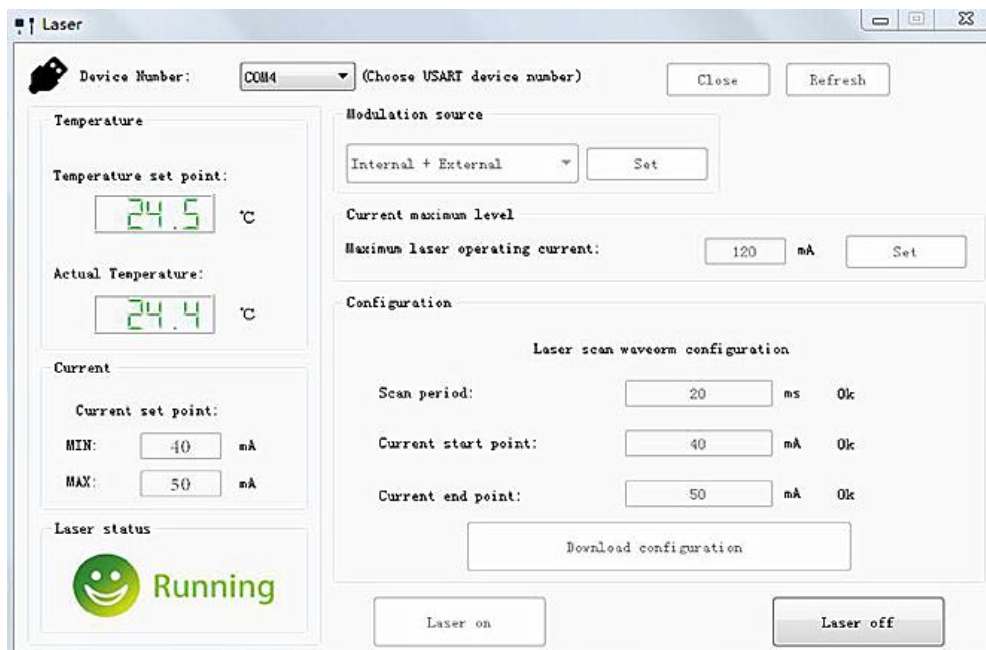 Laser
Device Number: COM4 (Choose USART device number) Close Refresh
Temperature
Temperature set point:
24.5 ℃
Actual Temperature:
24.4 ℃
Current
Current set point:
MIN: 40 mA
MAX: 50 mA
Laser status
Running
Modulation source
Internal + External Set
Current maximum level
Maximum laser operating current: 120 mA Set
Configuration
Laser scan waveorm configuration
Scan period: 20 ms Ok
Current start point: 40 mA Ok
Current end point: 50 mA Ok
Download configuration
Laser on Laser off